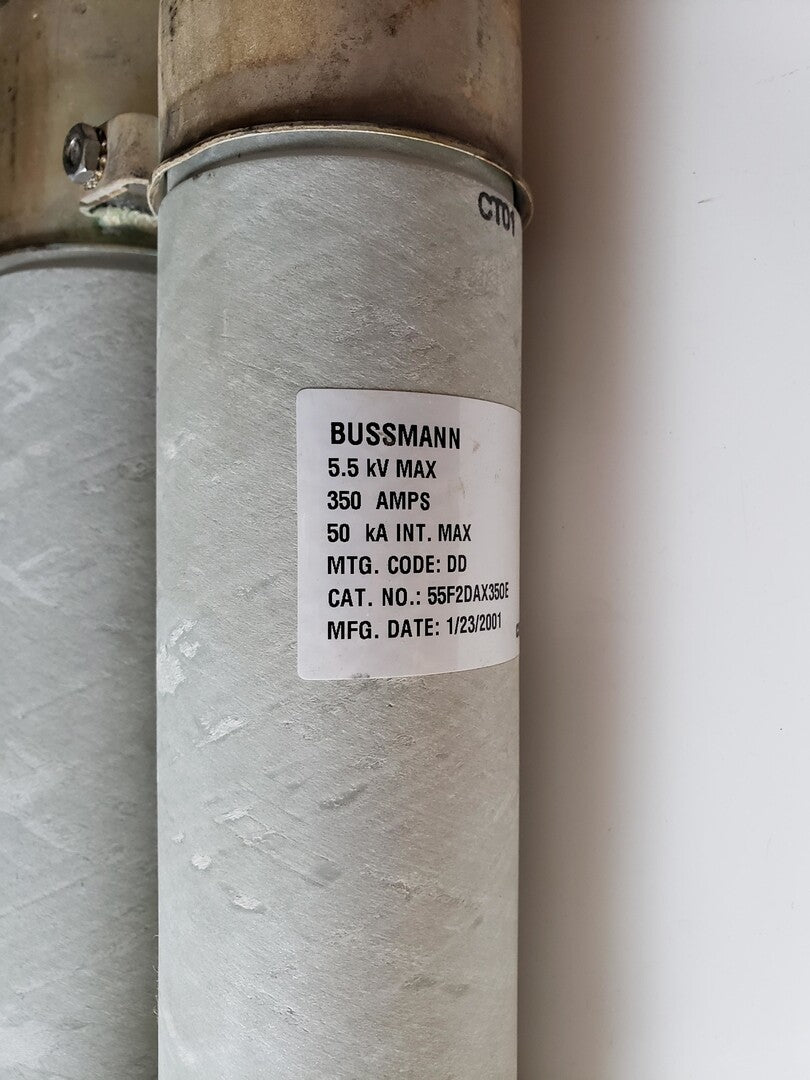 CT01
BUSSMANN
5.5 kV MAX
350 AMPS
50 kA INT. MAX
MTG. CODE: DD
CAT. NO.: 55F2DAX350E
MFG. DATE: 1/23/2001